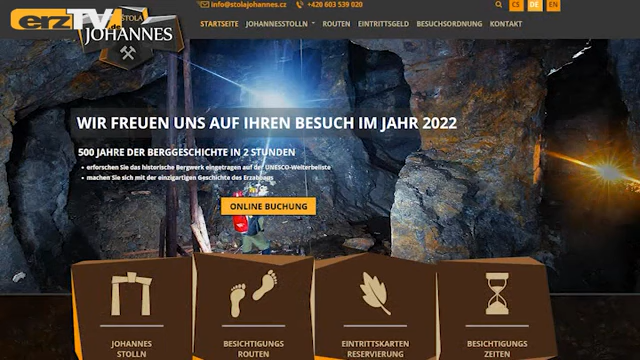 erzTV
STOLA
JOHANNES
info@stolajohannes.cz
+420 603 539 020
CS DE EN
STARTSEITE JOHANNESSTOLLN ROUTEN EINTRITTSGELD BESUCHSORDNUNG KONTAKT
WIR FREUEN UNS AUF IHREN BESUCH IM JAHR 2022
500 JAHRE DER BERGGESCHICHTE IN 2 STUNDEN
erforschen Sie das historische Bergwerk eingetragen auf der UNESCO-Welterbeliste
machen Sie sich mit der einzigartigen Geschichte des Erzabbaus
ONLINE BUCHUNG
JOHANNES
STOLLN
BESICHTIGUNGS
ROUTEN
EINTRITTSKARTEN
RESERVIERUNG
BESICHTIGUNGS
ZEITEN